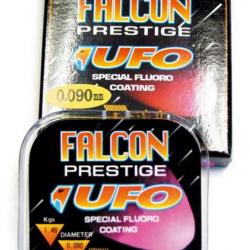 FALCON
PRESTIGE
UFO
SPECIAL FLUORO
COATING
0.090mm
FALCON
PRESTIGE
UFO
SPECIAL FLUORO
COATING
Kgs
1.40
DIAMETER
0.090